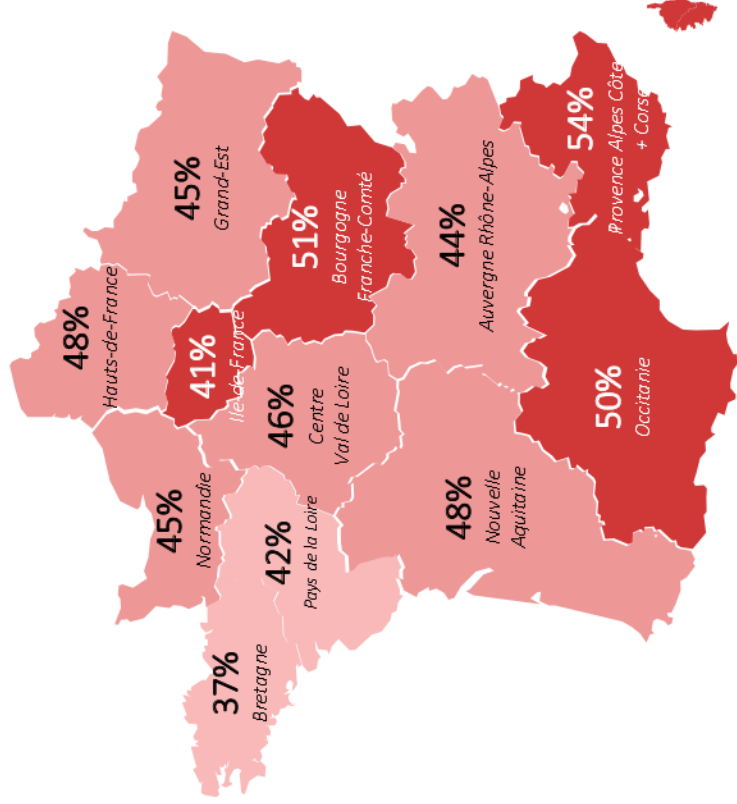 48%
Hauts-de-France
45%
Normandie
41%
Ile-de-France
45%
Grand-Est
37%
Bretagne
42%
Pays de la Loire
46%
Centre
Val de Loire
51%
Bourgogne
Franche-Comté
48%
Nouvelle
Aquitaine
44%
Auvergne Rhône-Alpes
50%
Occitanie
54%
Provence Alpes Côte
+ Corse